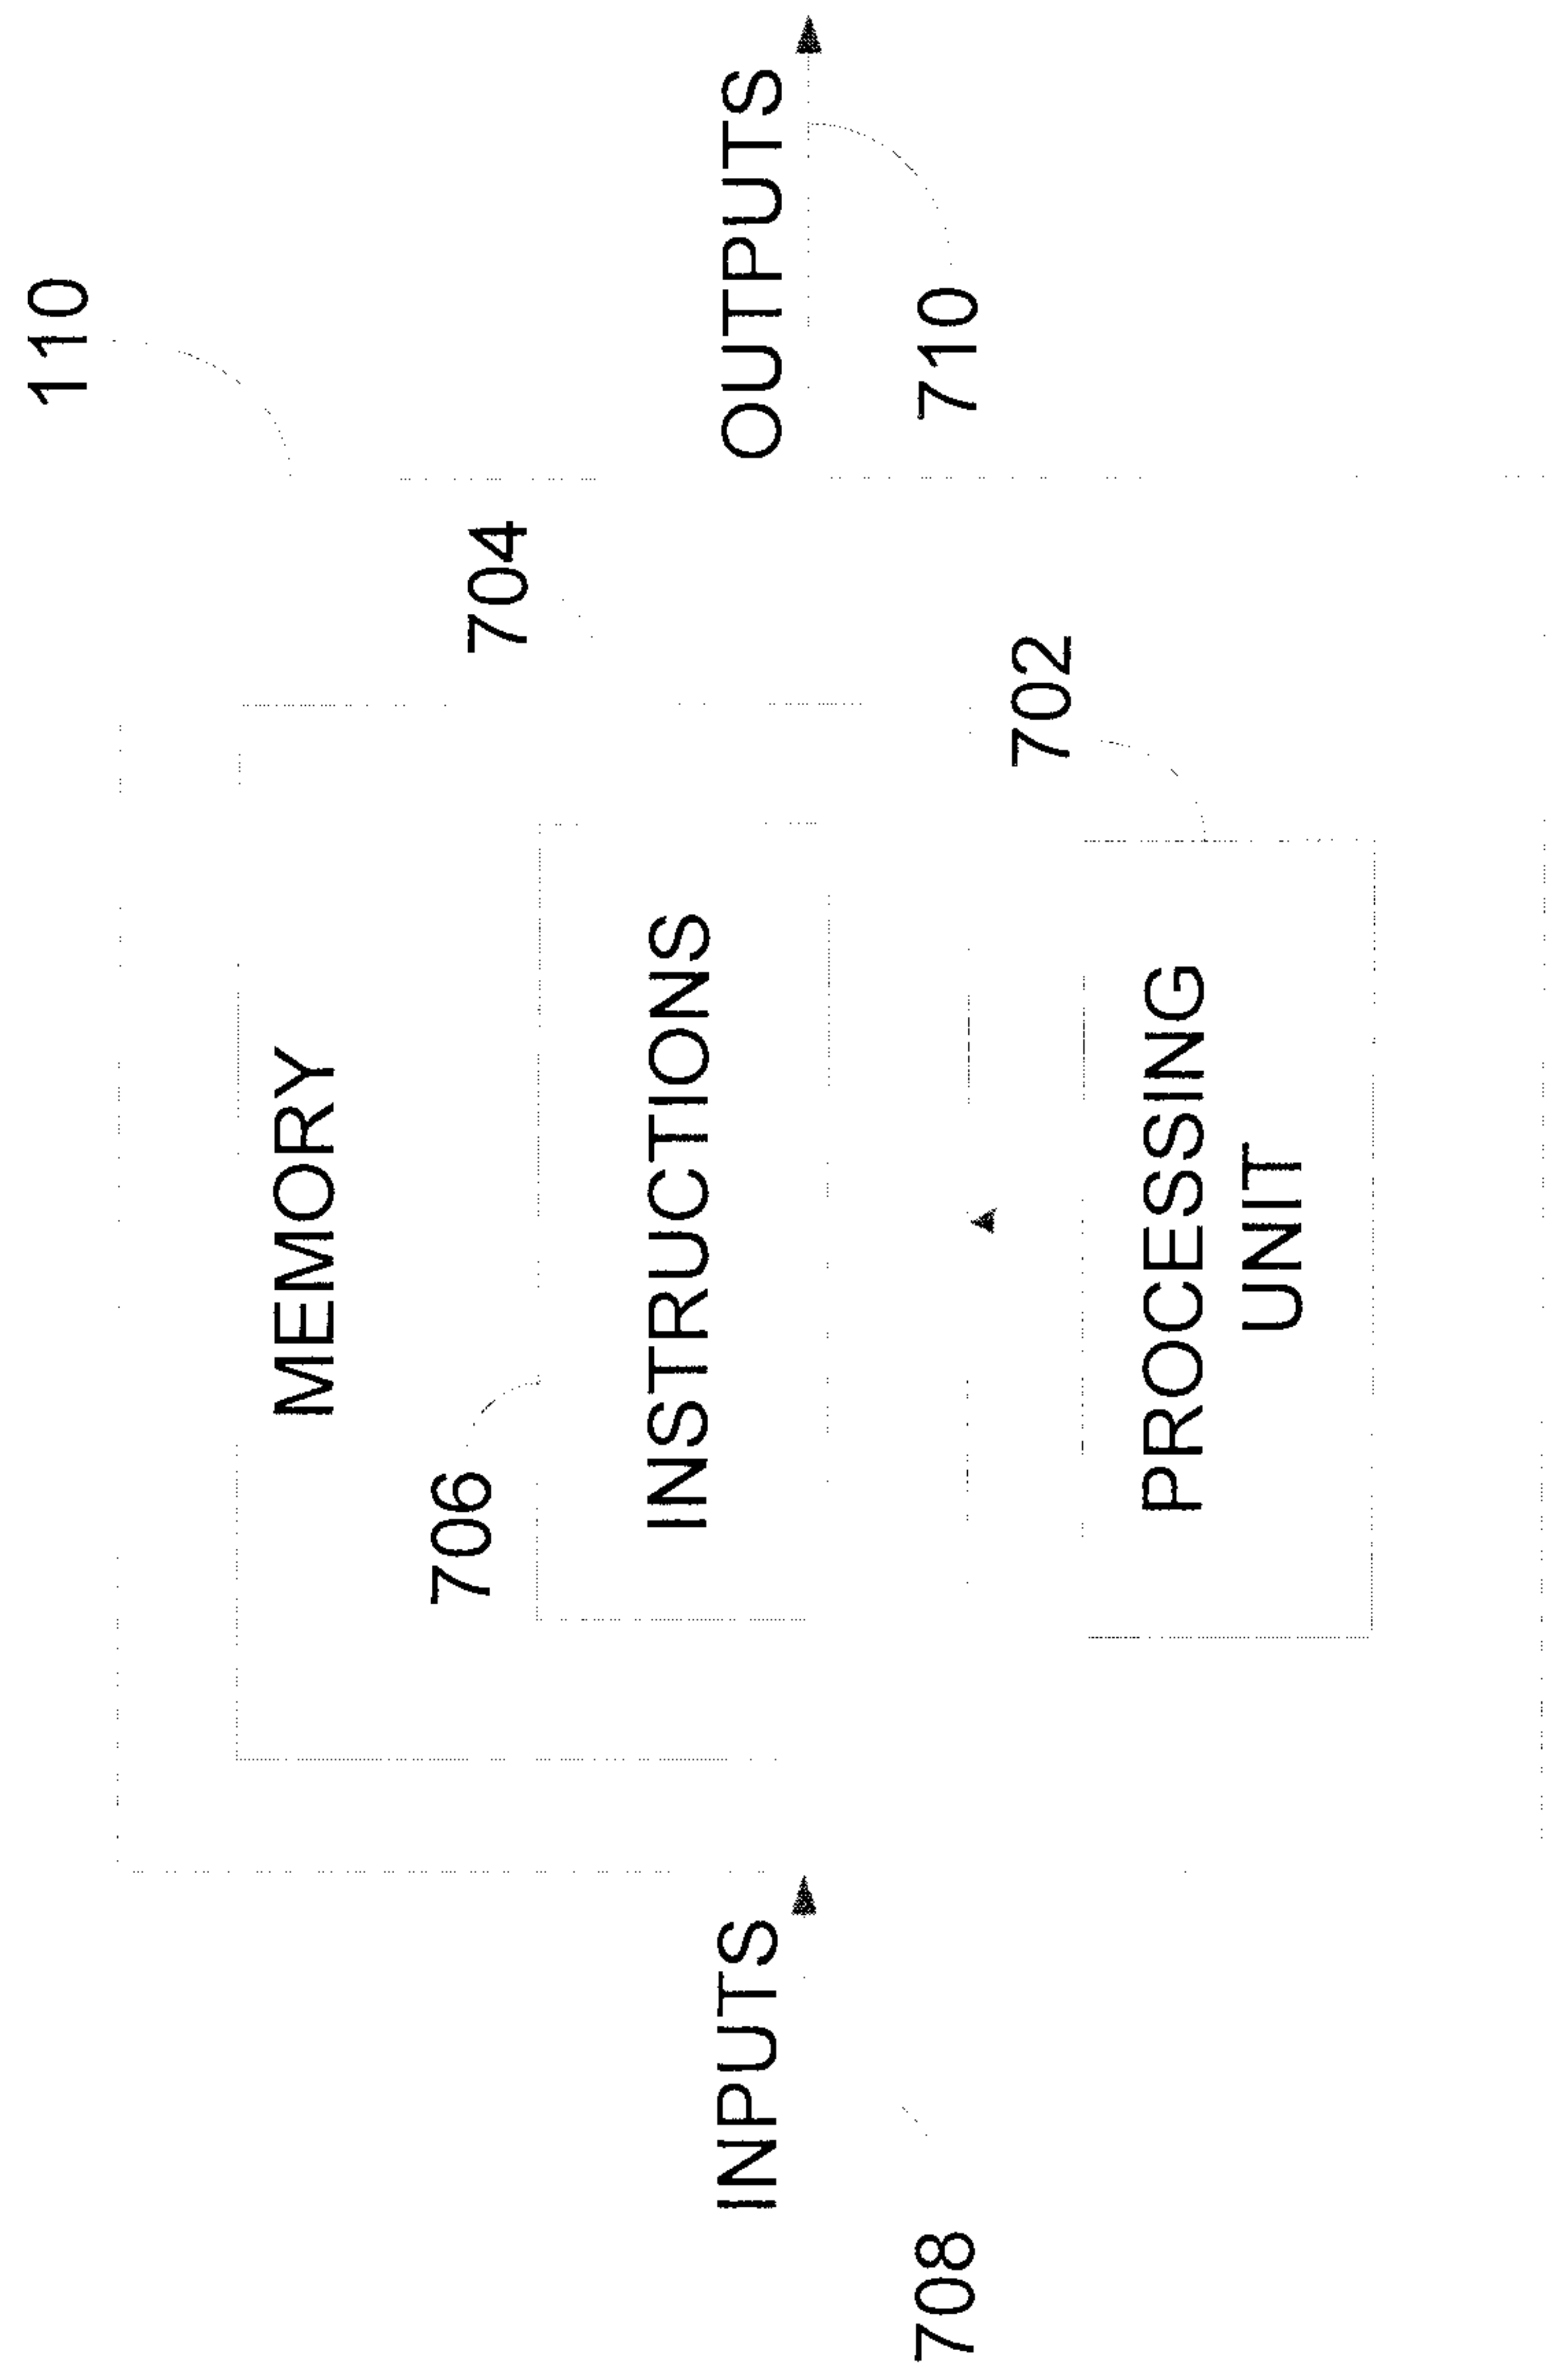 110
704
MEMORY
706
INSTRUCTIONS
INPUTS
OUTPUTS
708
710
702
PROCESSING
UNIT